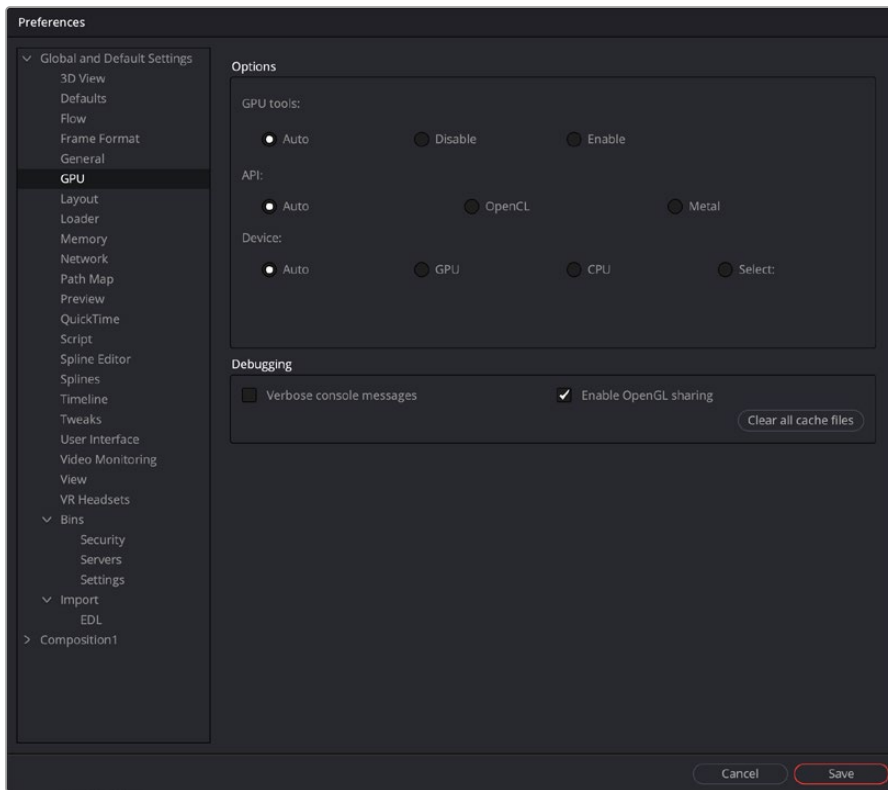 Preferences
Global and Default Settings
3D View
Defaults
Flow
Frame Format
General
GPU
Layout
Loader
Memory
Network
Path Map
Preview
QuickTime
Script
Spline Editor
Splines
Timeline
Tweaks
User Interface
Video Monitoring
View
VR Headsets
Bins
Security
Servers
Settings
Import
EDL
Composition1
Options
GPU tools:
Auto Disable Enable
API:
Auto OpenCL Metal
Device:
Auto GPU CPU Select:
Debugging
Verbose console messages Enable OpenGL sharing
Clear all cache files
Cancel Save